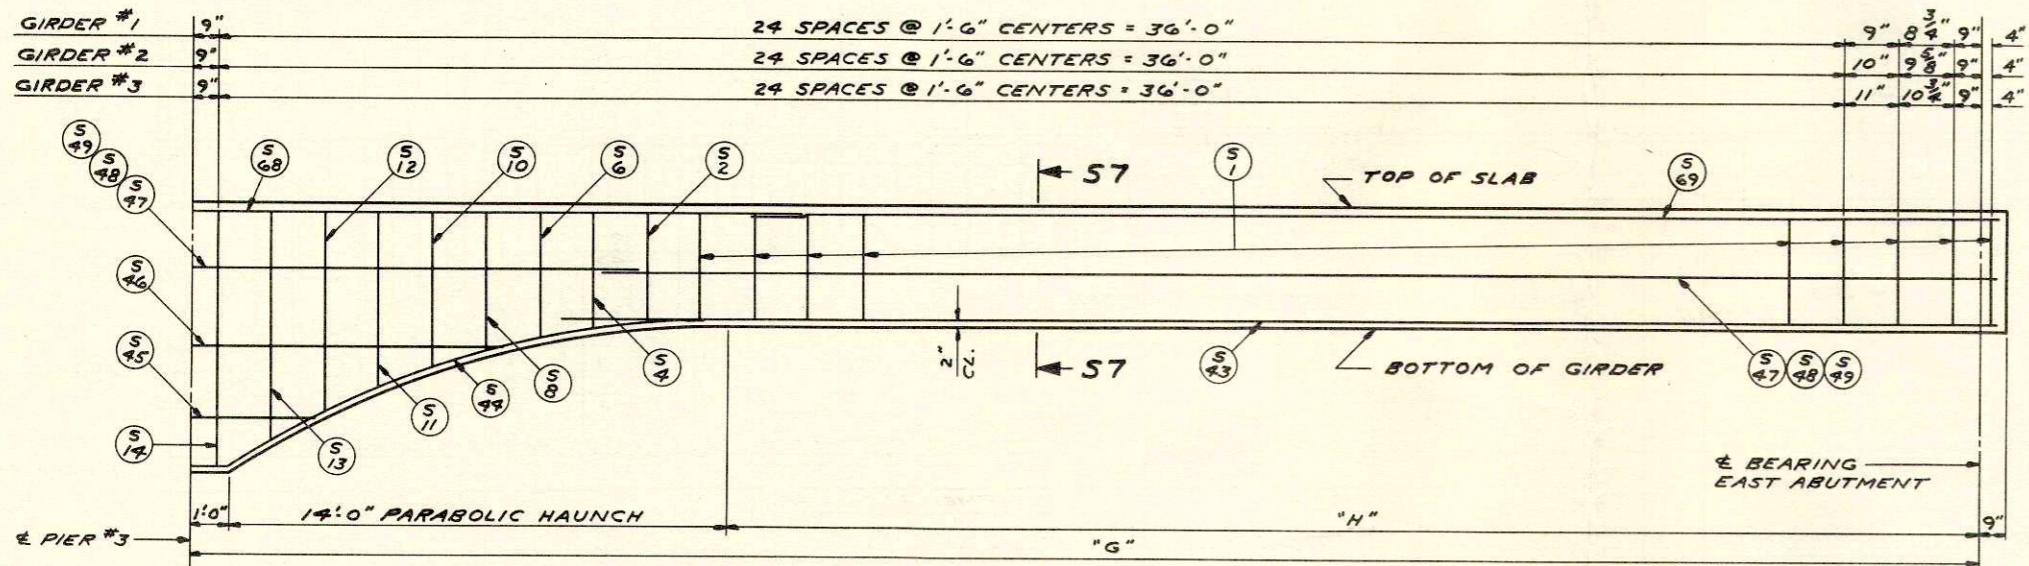 GIRDER #1 9" 24 SPACES @ 1'-6" CENTERS = 36'-0" 9" 8 3/4" 9" 4"
GIRDER #2 9" 24 SPACES @ 1'-6" CENTERS = 36'-0" 10" 9 5/8" 9" 4"
GIRDER #3 9" 24 SPACES @ 1'-6" CENTERS = 36'-0" 11" 10 3/4" 9" 4"
S 49
S 48
S 47
S 68
S 12
S 10
S 6
S 2
S7
S 1
TOP OF SLAB
S 69
S 46
S 45
S 14
S 13
S 11
S 44
S 8
S 4
2" CL.
S7
S 43
BOTTOM OF GIRDER
S 47
S 48
S 49
℄ BEARING
EAST ABUTMENT
1'-0" 14'-0" PARABOLIC HAUNCH "H" 9"
℄ PIER #3
"G"